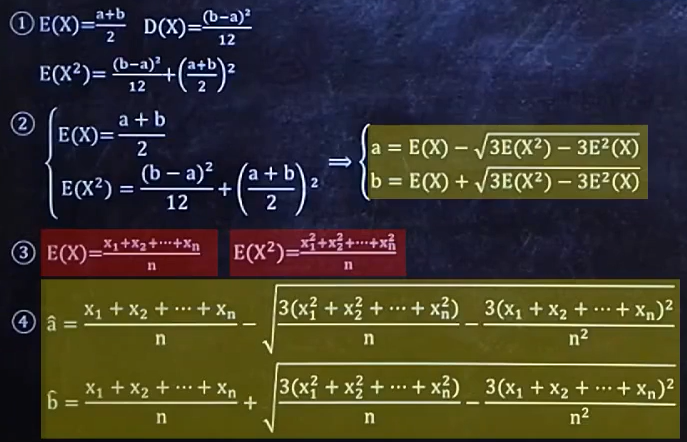 ① E(X)=\frac{a+b}{2} D(X)=\frac{(b-a)^2}{12}
E(X^2)=\frac{(b-a)^2}{12}+\left(\frac{a+b}{2}\right)^2
② \begin{cases} E(X)=\frac{a+b}{2} \\ E(X^2)=\frac{(b-a)^2}{12}+\left(\frac{a+b}{2}\right)^2 \end{cases} ⇒ \begin{cases} a=E(X)-\sqrt{3E(X^2)-3E^2(X)} \\ b=E(X)+\sqrt{3E(X^2)-3E^2(X)} \end{cases}
③ E(X)=\frac{x_1+x_2+\cdots+x_n}{n} E(X^2)=\frac{x_1^2+x_2^2+\cdots+x_n^2}{n}
④ \hat{a}=\frac{x_1+x_2+\cdots+x_n}{n}-\sqrt{\frac{3(x_1^2+x_2^2+\cdots+x_n^2)}{n}-\frac{3(x_1+x_2+\cdots+x_n)^2}{n^2}}
\hat{b}=\frac{x_1+x_2+\cdots+x_n}{n}+\sqrt{\frac{3(x_1^2+x_2^2+\cdots+x_n^2)}{n}-\frac{3(x_1+x_2+\cdots+x_n)^2}{n^2}}